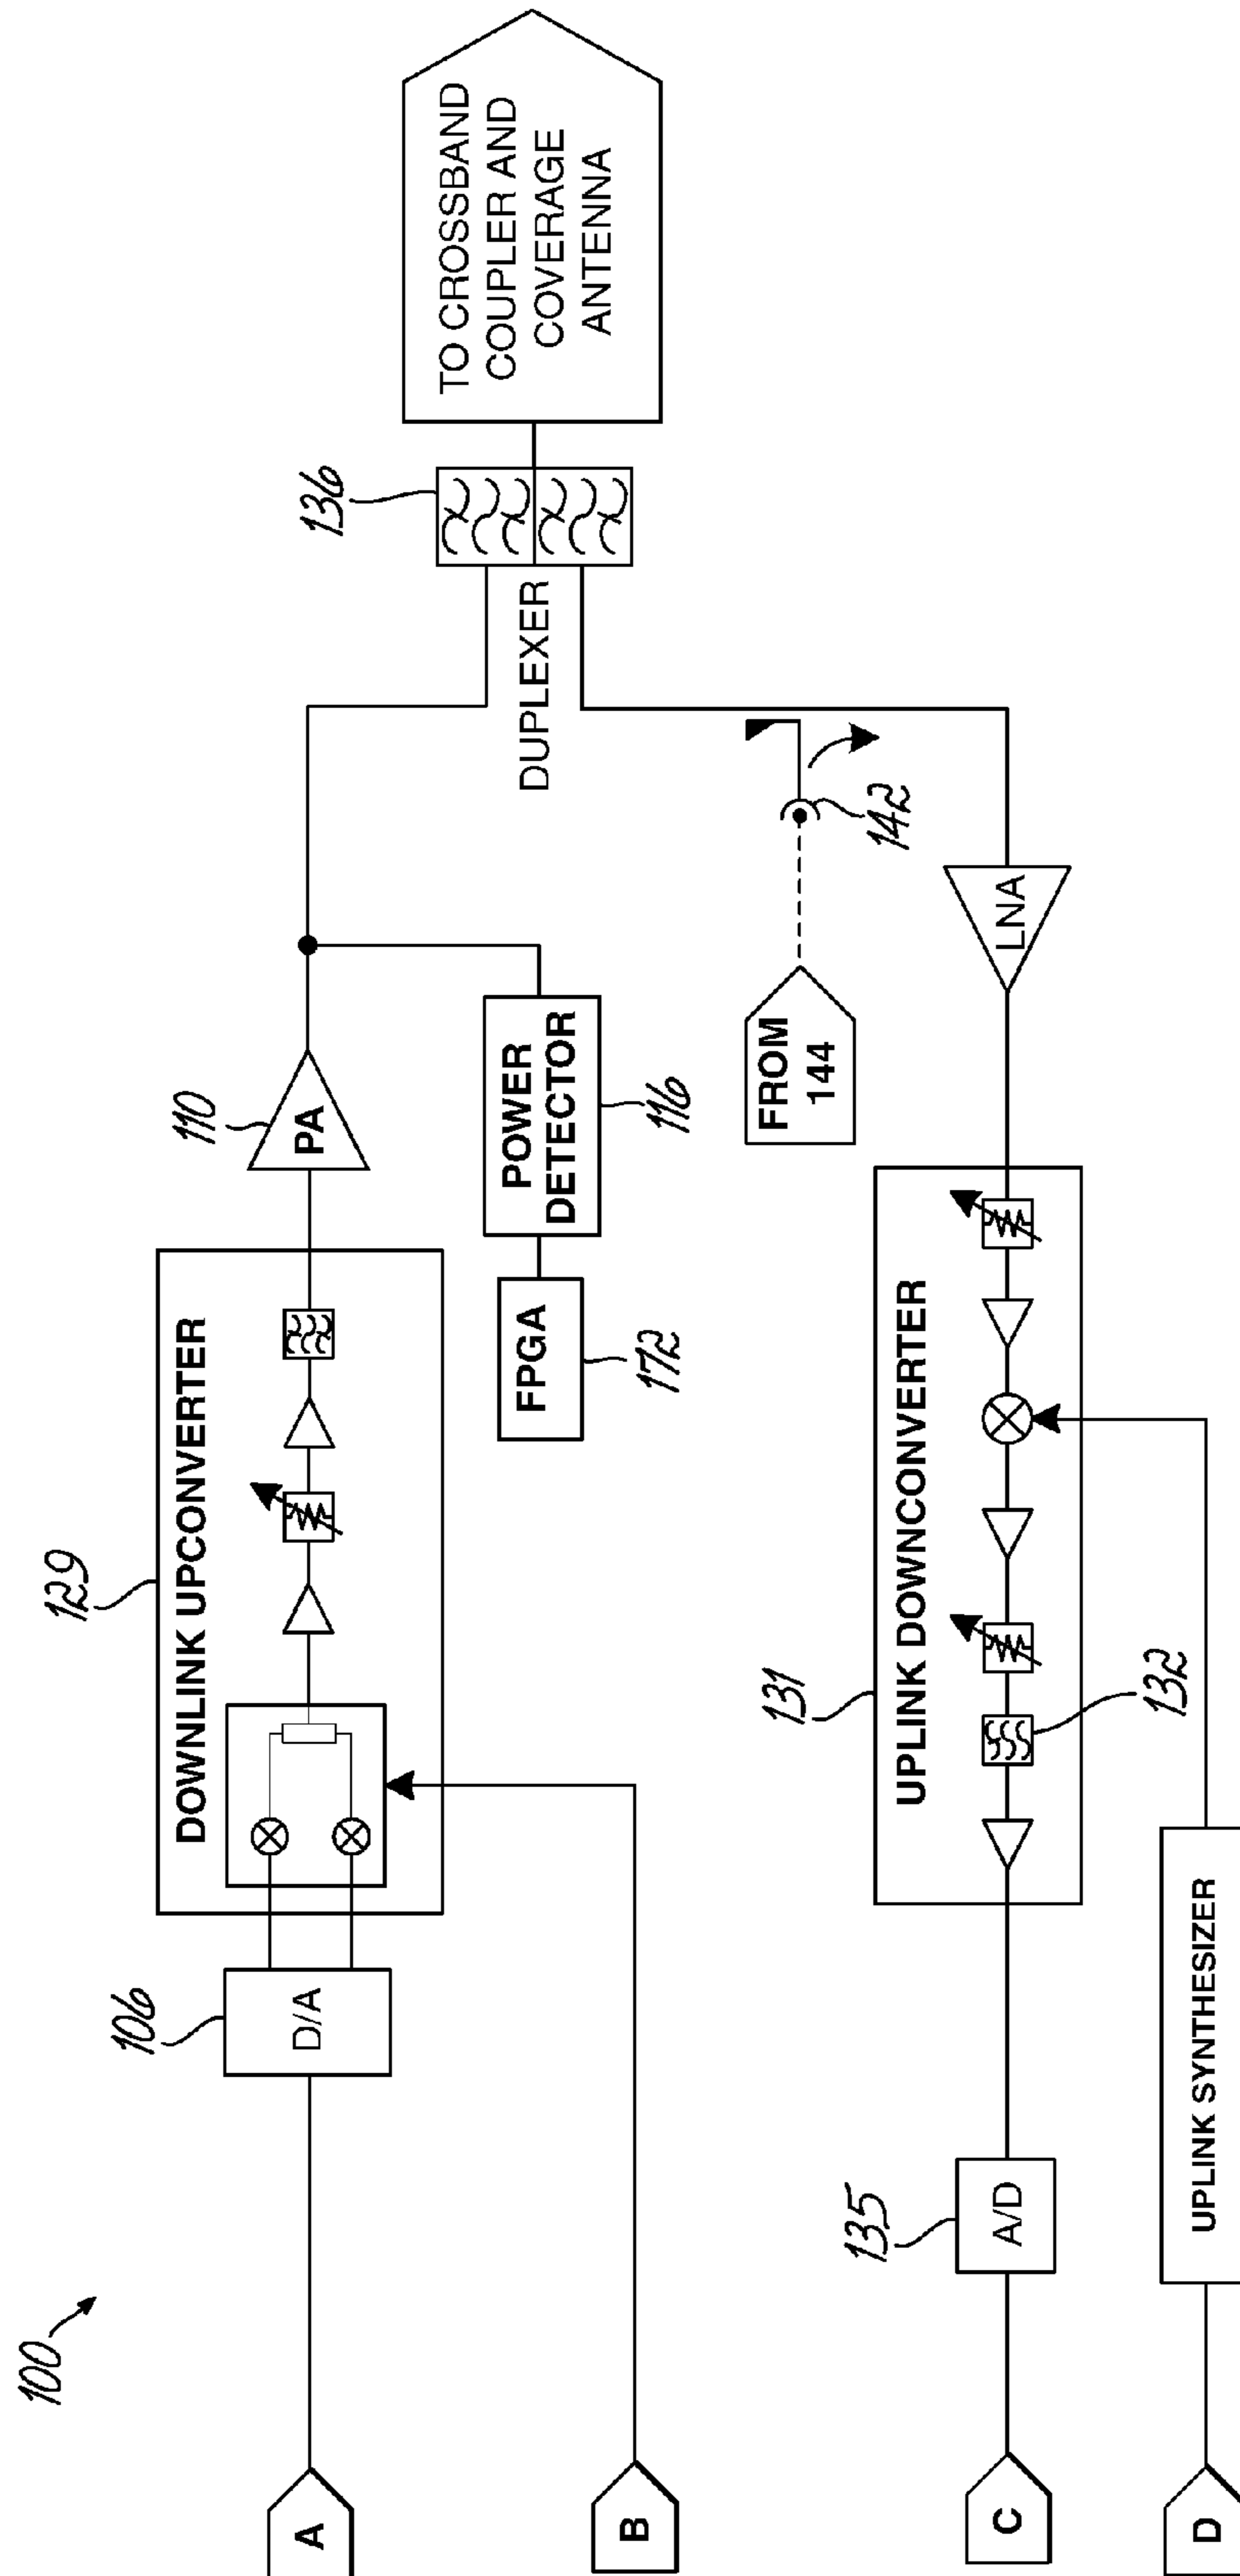 100
A
106
D/A
129
DOWNLINK UPCONVERTER
110
PA
POWER
DETECTOR
116
FPGA
172
136
DUPLEXER
TO CROSSBAND
COUPLER AND
COVERAGE
ANTENNA
B
FROM
144
142
LNA
131
UPLINK DOWNCONVERTER
132
135
A/D
C
UPLINK SYNTHESIZER
D